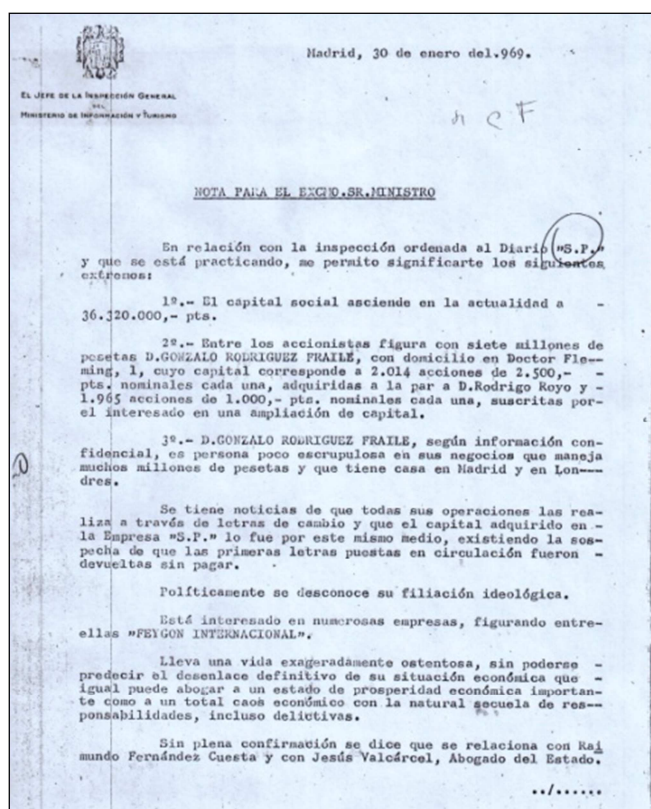 Madrid, 30 de enero del.969.
EL JEFE DE LA INSPECCIÓN GENERAL
DEL
MINISTERIO DE INFORMACIÓN Y TURISMO
NOTA PARA EL EXCMO.SR.MINISTRO
En relación con la inspección ordenada al Diario "S.P."
y que se está practicando, me permito significarte los siguientes
extremos:
1º.- El capital social asciende en la actualidad a -
36.320.000,- pts.
2º.- Entre los accionistas figura con siete millones de
pesetas D.GONZALO RODRIGUEZ FRAILE, con domicilio en Doctor Fle--
ming, 1, cuyo capital corresponde a 2.014 acciones de 2.500,- -
pts. nominales cada una, adquiridas a la par a D.Rodrigo Royo y -
1.965 acciones de 1.000,- pts. nominales cada una, suscritas por-
el interesado en una ampliación de capital.
3º.- D.GONZALO RODRIGUEZ FRAILE, según información con-
fidencial, es persona poco escrupulosa en sus negocios que maneja
muchos millones de pesetas y que tiene casa en Madrid y en Lon---
dres.
Se tiene noticias de que todas sus operaciones las rea-
liza a través de letras de cambio y que el capital adquirido en -
la Empresa "S.P." lo fue por este mismo medio, existiendo la sos-
pecha de que las primeras letras puestas en circulación fueron -
devueltas sin pagar.
Políticamente se desconoce su filiación ideológica.
Está interesado en numerosas empresas, figurando entre-
ellas "FEYGON INTERNACIONAL".
Lleva una vida exageradamente ostentosa, sin poderse -
predecir el desenlace definitivo de su situación económica que -
igual puede abogar a un estado de prosperidad económica importan-
te como a un total caos económico con la natural secuela de res-
ponsabilidades, incluso delictivas.
Sin plena confirmación se dice que se relaciona con Rai
mundo Fernández Cuesta y con Jesús Valcárcel, Abogado del Estado.
../......